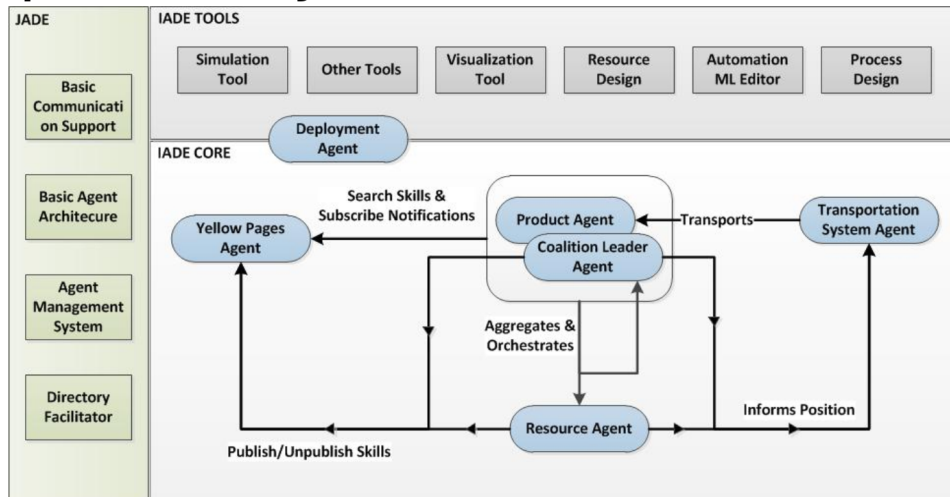 JADE
Basic
Communicati
on Support
Basic Agent
Architecure
Agent
Management
System
Directory
Facilitator
IADE TOOLS
Simulation
Tool
Other Tools
Visualization
Tool
Resource
Design
Automation
ML Editor
Process
Design
Deployment
Agent
IADE CORE
Search Skills &
Subscribe Notifications
Yellow Pages
Agent
Product Agent
Coalition Leader
Agent
Transports
Transportation
System Agent
Aggregates &
Orchestrates
Resource Agent
Informs Position
Publish/Unpublish Skills